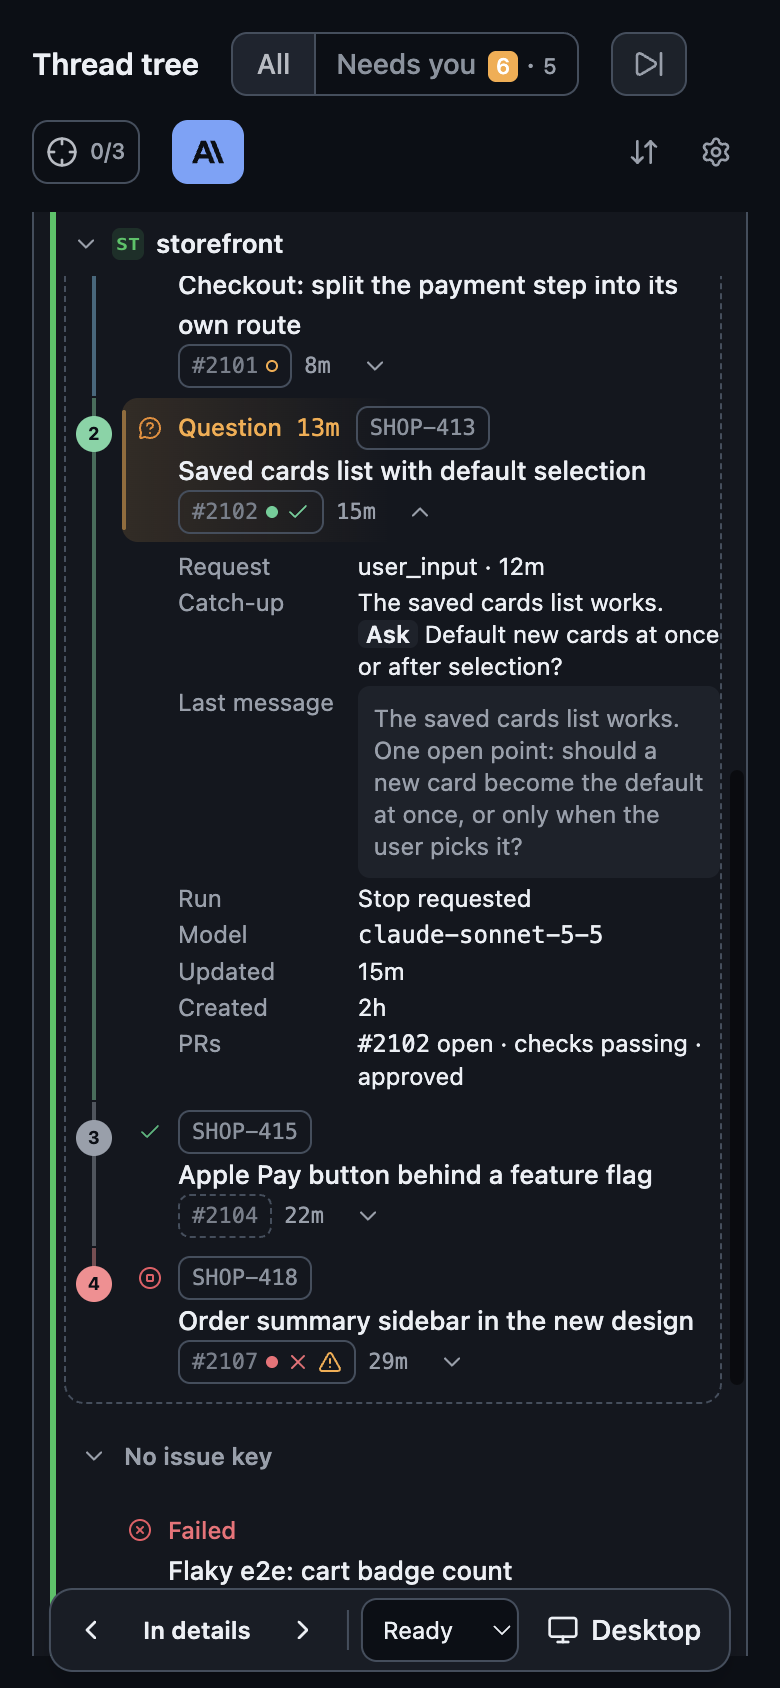 Thread tree
All
Needs you 6 · 5
0/3
A\
ST storefront
Checkout: split the payment step into its
own route
#2101 8m
2
Question 13m SHOP-413
Saved cards list with default selection
#2102 15m
Request user_input · 12m
Catch-up The saved cards list works.
Ask Default new cards at once
or after selection?
Last message
The saved cards list works.
One open point: should a
new card become the default
at once, or only when the
user picks it?
Run Stop requested
Model claude-sonnet-5-5
Updated 15m
Created 2h
PRs #2102 open · checks passing ·
approved
3 SHOP-415
Apple Pay button behind a feature flag
#2104 22m
4 SHOP-418
Order summary sidebar in the new design
#2107 29m
No issue key
Failed
Flaky e2e: cart badge count
In details Ready Desktop